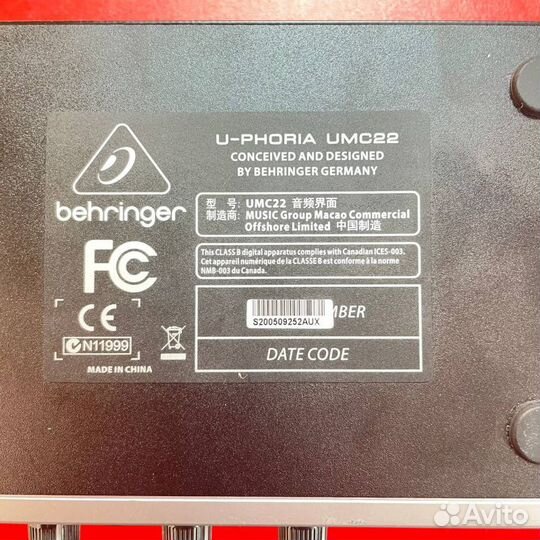 behringer
FC
CE
N11999
MADE IN CHINA
U-PHORIA UMC22
CONCEIVED AND DESIGNED
BY BEHRINGER GERMANY
型 号: UMC22 音频界面
制造商: MUSIC Group Macao Commercial
Offshore Limited 中国制造
This CLASS B digital apparatus complies with Canadian ICES-003.
Cet appareil numérique de la CLASSE B est conforme à la norme
NMB-003 du Canada.
MBER
S200509252AUX
DATE CODE
Avito